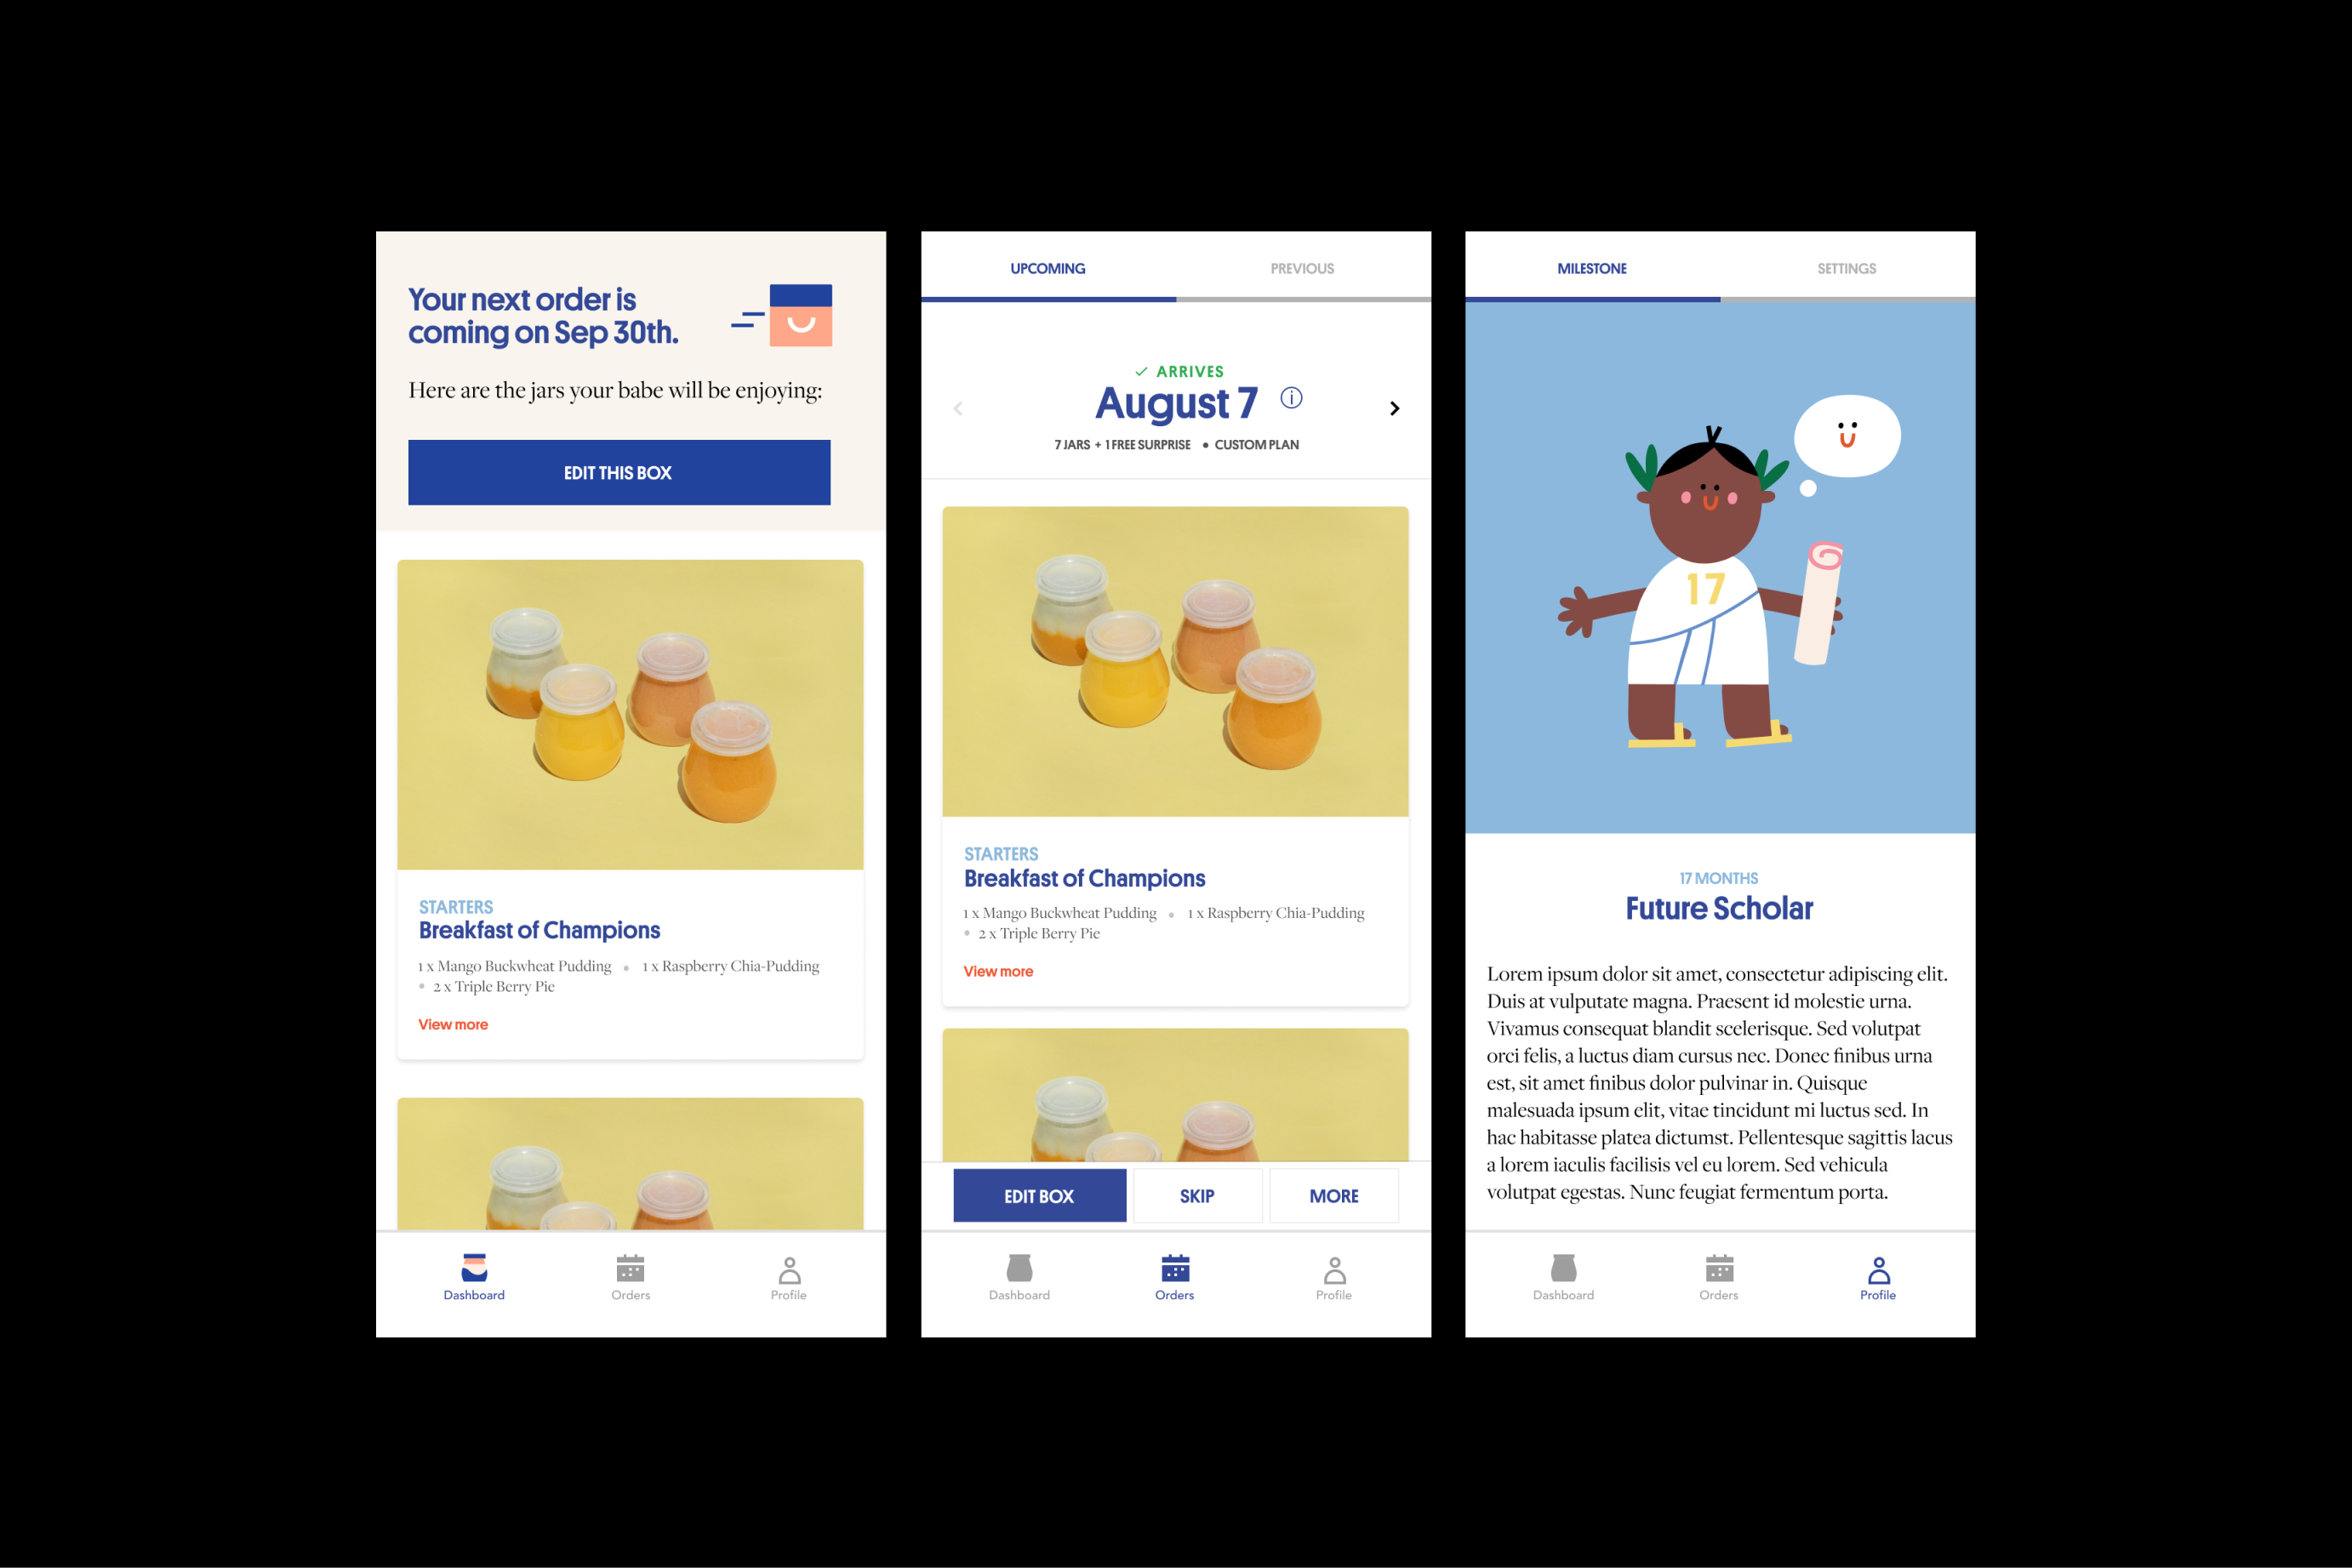 Your next order is
coming on Sep 30th.
Here are the jars your babe will be enjoying:
EDIT THIS BOX
STARTERS
Breakfast of Champions
1 x Mango Buckwheat Pudding • 1 x Raspberry Chia-Pudding
• 2 x Triple Berry Pie
View more
Dashboard
Orders
Profile
UPCOMING
PREVIOUS
✓ ARRIVES
August 7 ⓘ
7 JARS + 1 FREE SURPRISE • CUSTOM PLAN
STARTERS
Breakfast of Champions
1 x Mango Buckwheat Pudding • 1 x Raspberry Chia-Pudding
• 2 x Triple Berry Pie
View more
EDIT BOX
SKIP
MORE
Dashboard
Orders
Profile
MILESTONE
SETTINGS
17
17 MONTHS
Future Scholar
Lorem ipsum dolor sit amet, consectetur adipiscing elit.
Duis at vulputate magna. Praesent id molestie urna.
Vivamus consequat blandit scelerisque. Sed volutpat
orci felis, a luctus diam cursus nec. Donec finibus urna
est, sit amet finibus dolor pulvinar in. Quisque
malesuada ipsum elit, vitae tincidunt mi luctus sed. In
hac habitasse platea dictumst. Pellentesque sagittis lacus
a lorem iaculis facilisis vel eu lorem. Sed vehicula
volutpat egestas. Nunc feugiat fermentum porta.
Dashboard
Orders
Profile